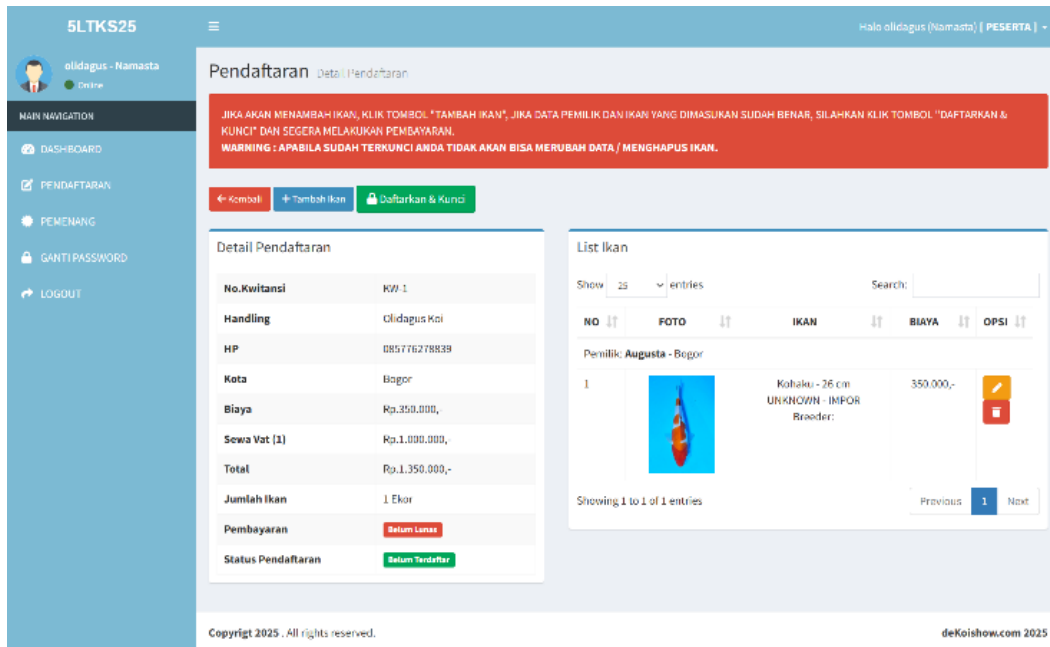 5LTKS25
Halo olidagus (Namasta) [ PESERTA ]
olidagus - Namasta
Online
MAIN NAVIGATION
DASHBOARD
PENDAFTARAN
PEMENANG
GANTI PASSWORD
LOGOUT
Pendaftaran Detail Pendaftaran
JIKA AKAN MENAMBAH IKAN, KLIK TOMBOL "TAMBAH IKAN", JIKA DATA PEMILIK DAN IKAN YANG DIMASUKAN SUDAH BENAR, SILAHKAN KLIK TOMBOL "DAFTARKAN &
KUNCI" DAN SEGERA MELAKUKAN PEMBAYARAN.
WARNING : APABILA SUDAH TERKUNCI ANDA TIDAK AKAN BISA MERUBAH DATA / MENGHAPUS IKAN.
Kembali Tambah Ikan Daftarkan & Kunci
Detail Pendaftaran
No.Kwitansi KW-1
Handling Olidagus Koi
HP 085776278839
Kota Bogor
Biaya Rp.350.000,-
Sewa Vat (1) Rp.1.000.000,-
Total Rp.1.350.000,-
Jumlah Ikan 1 Ekor
Pembayaran Belum Lunas
Status Pendaftaran Belum Terdaftar
List Ikan
Show 25 entries Search:
NO FOTO IKAN BIAYA OPSI
Pemilik: Augusta - Bogor
1 Kohaku - 26 cm 350.000,-
UNKNOWN - IMPOR
Breeder:
Showing 1 to 1 of 1 entries Previous 1 Next
Copyrigt 2025 . All rights reserved. deKoishow.com 2025